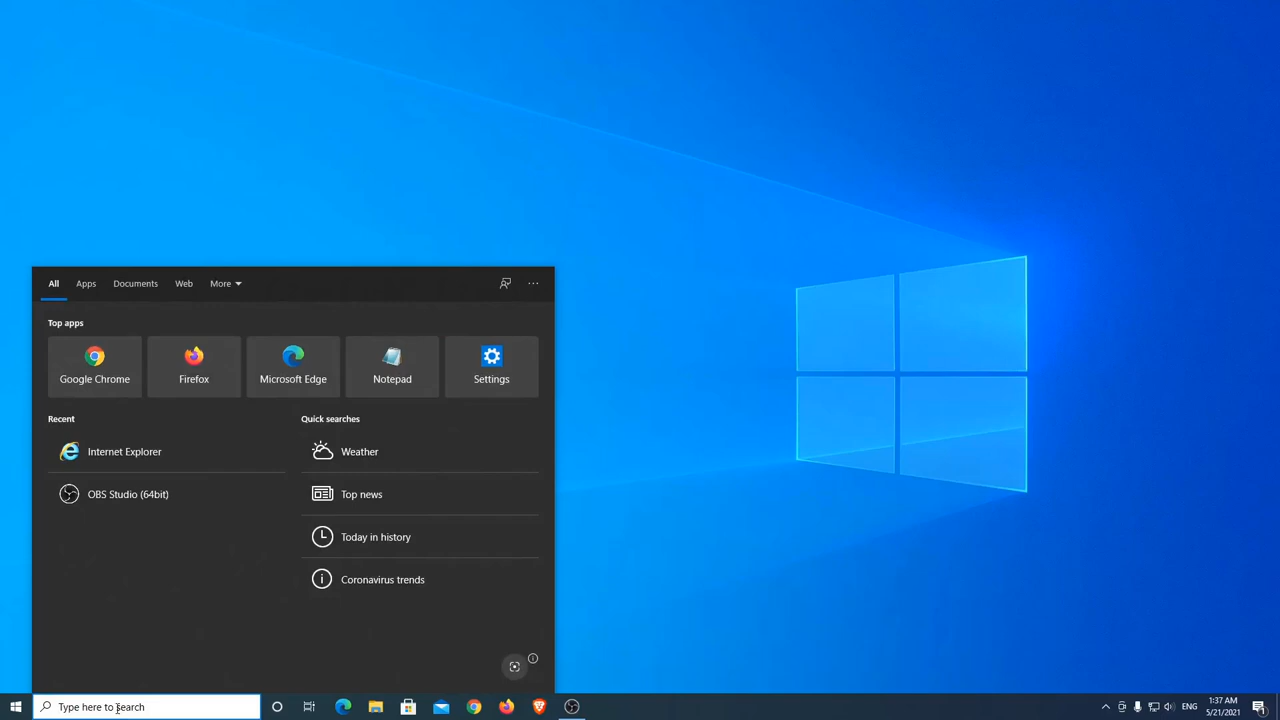 All Apps Documents Web More
Top apps
Google Chrome Firefox Microsoft Edge Notepad Settings
Recent Quick searches
Internet Explorer Weather
OBS Studio (64bit) Top news
Today in history
Coronavirus trends
Type here to search ENG 1:37 AM
5/21/2021 1